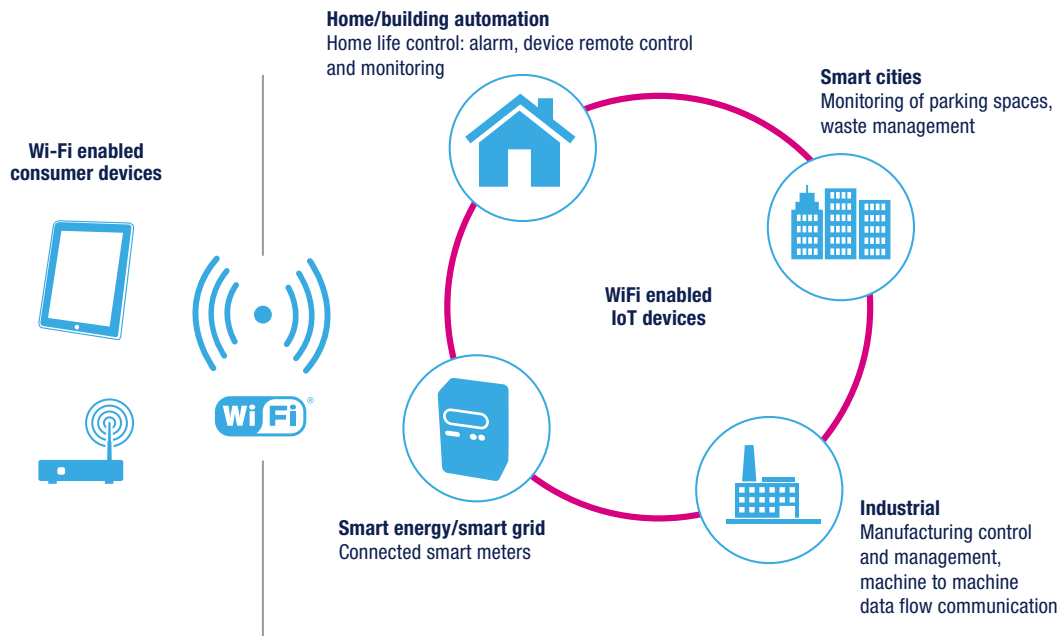 Home/building automation
Home life control: alarm, device remote control
and monitoring
Smart cities
Monitoring of parking spaces,
waste management
Wi-Fi enabled
consumer devices
WiFi enabled
IoT devices
Wi Fi ®
Smart energy/smart grid
Connected smart meters
Industrial
Manufacturing control
and management,
machine to machine
data flow communication